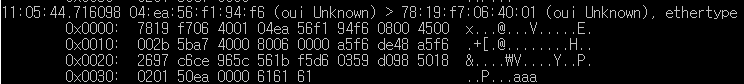 11:05:44.716098 04:ea:56:f1:94:f6 (oui Unknown) > 78:19:f7:06:40:01 (oui Unknown), ethertype
0x0000: 7819 f706 4001 04ea 56f1 94f6 0800 4500 x...@...V.....E.
0x0010: 002b 5ba7 4000 8006 0000 a5f6 de48 a5f6 .+[.@........H..
0x0020: 2697 c6ce 965c 561b f5d6 0359 d098 5018 &....₩V....Y..P.
0x0030: 0201 50ea 0000 6161 61 ..P...aaa